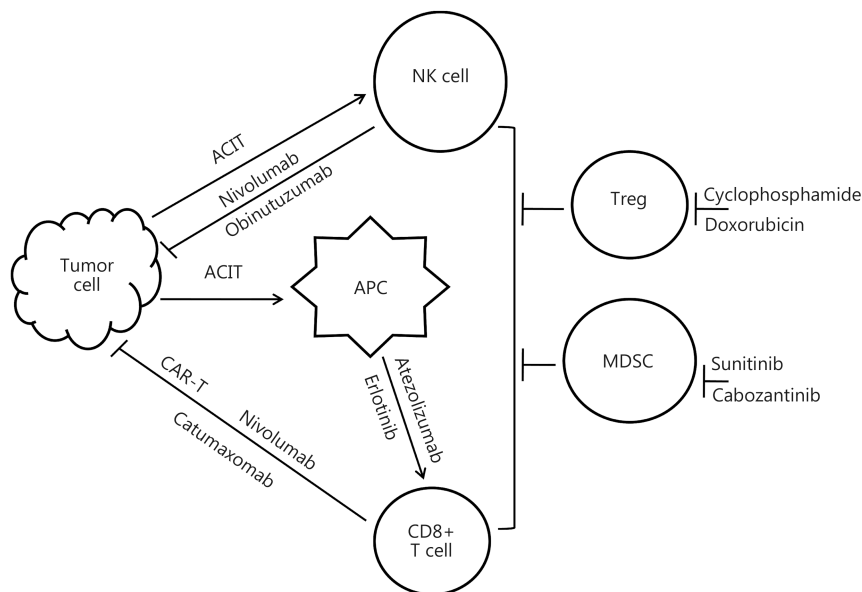 NK cell
ACIT
Nivolumab
Obinutuzumab
Treg
Cyclophosphamide
Doxorubicin
Tumor
cell
ACIT
APC
MDSC
Sunitinib
Cabozantinib
CAR-T
Nivolumab
Catumaxomab
Atezolizumab
Erlotinib
CD8+
T cell